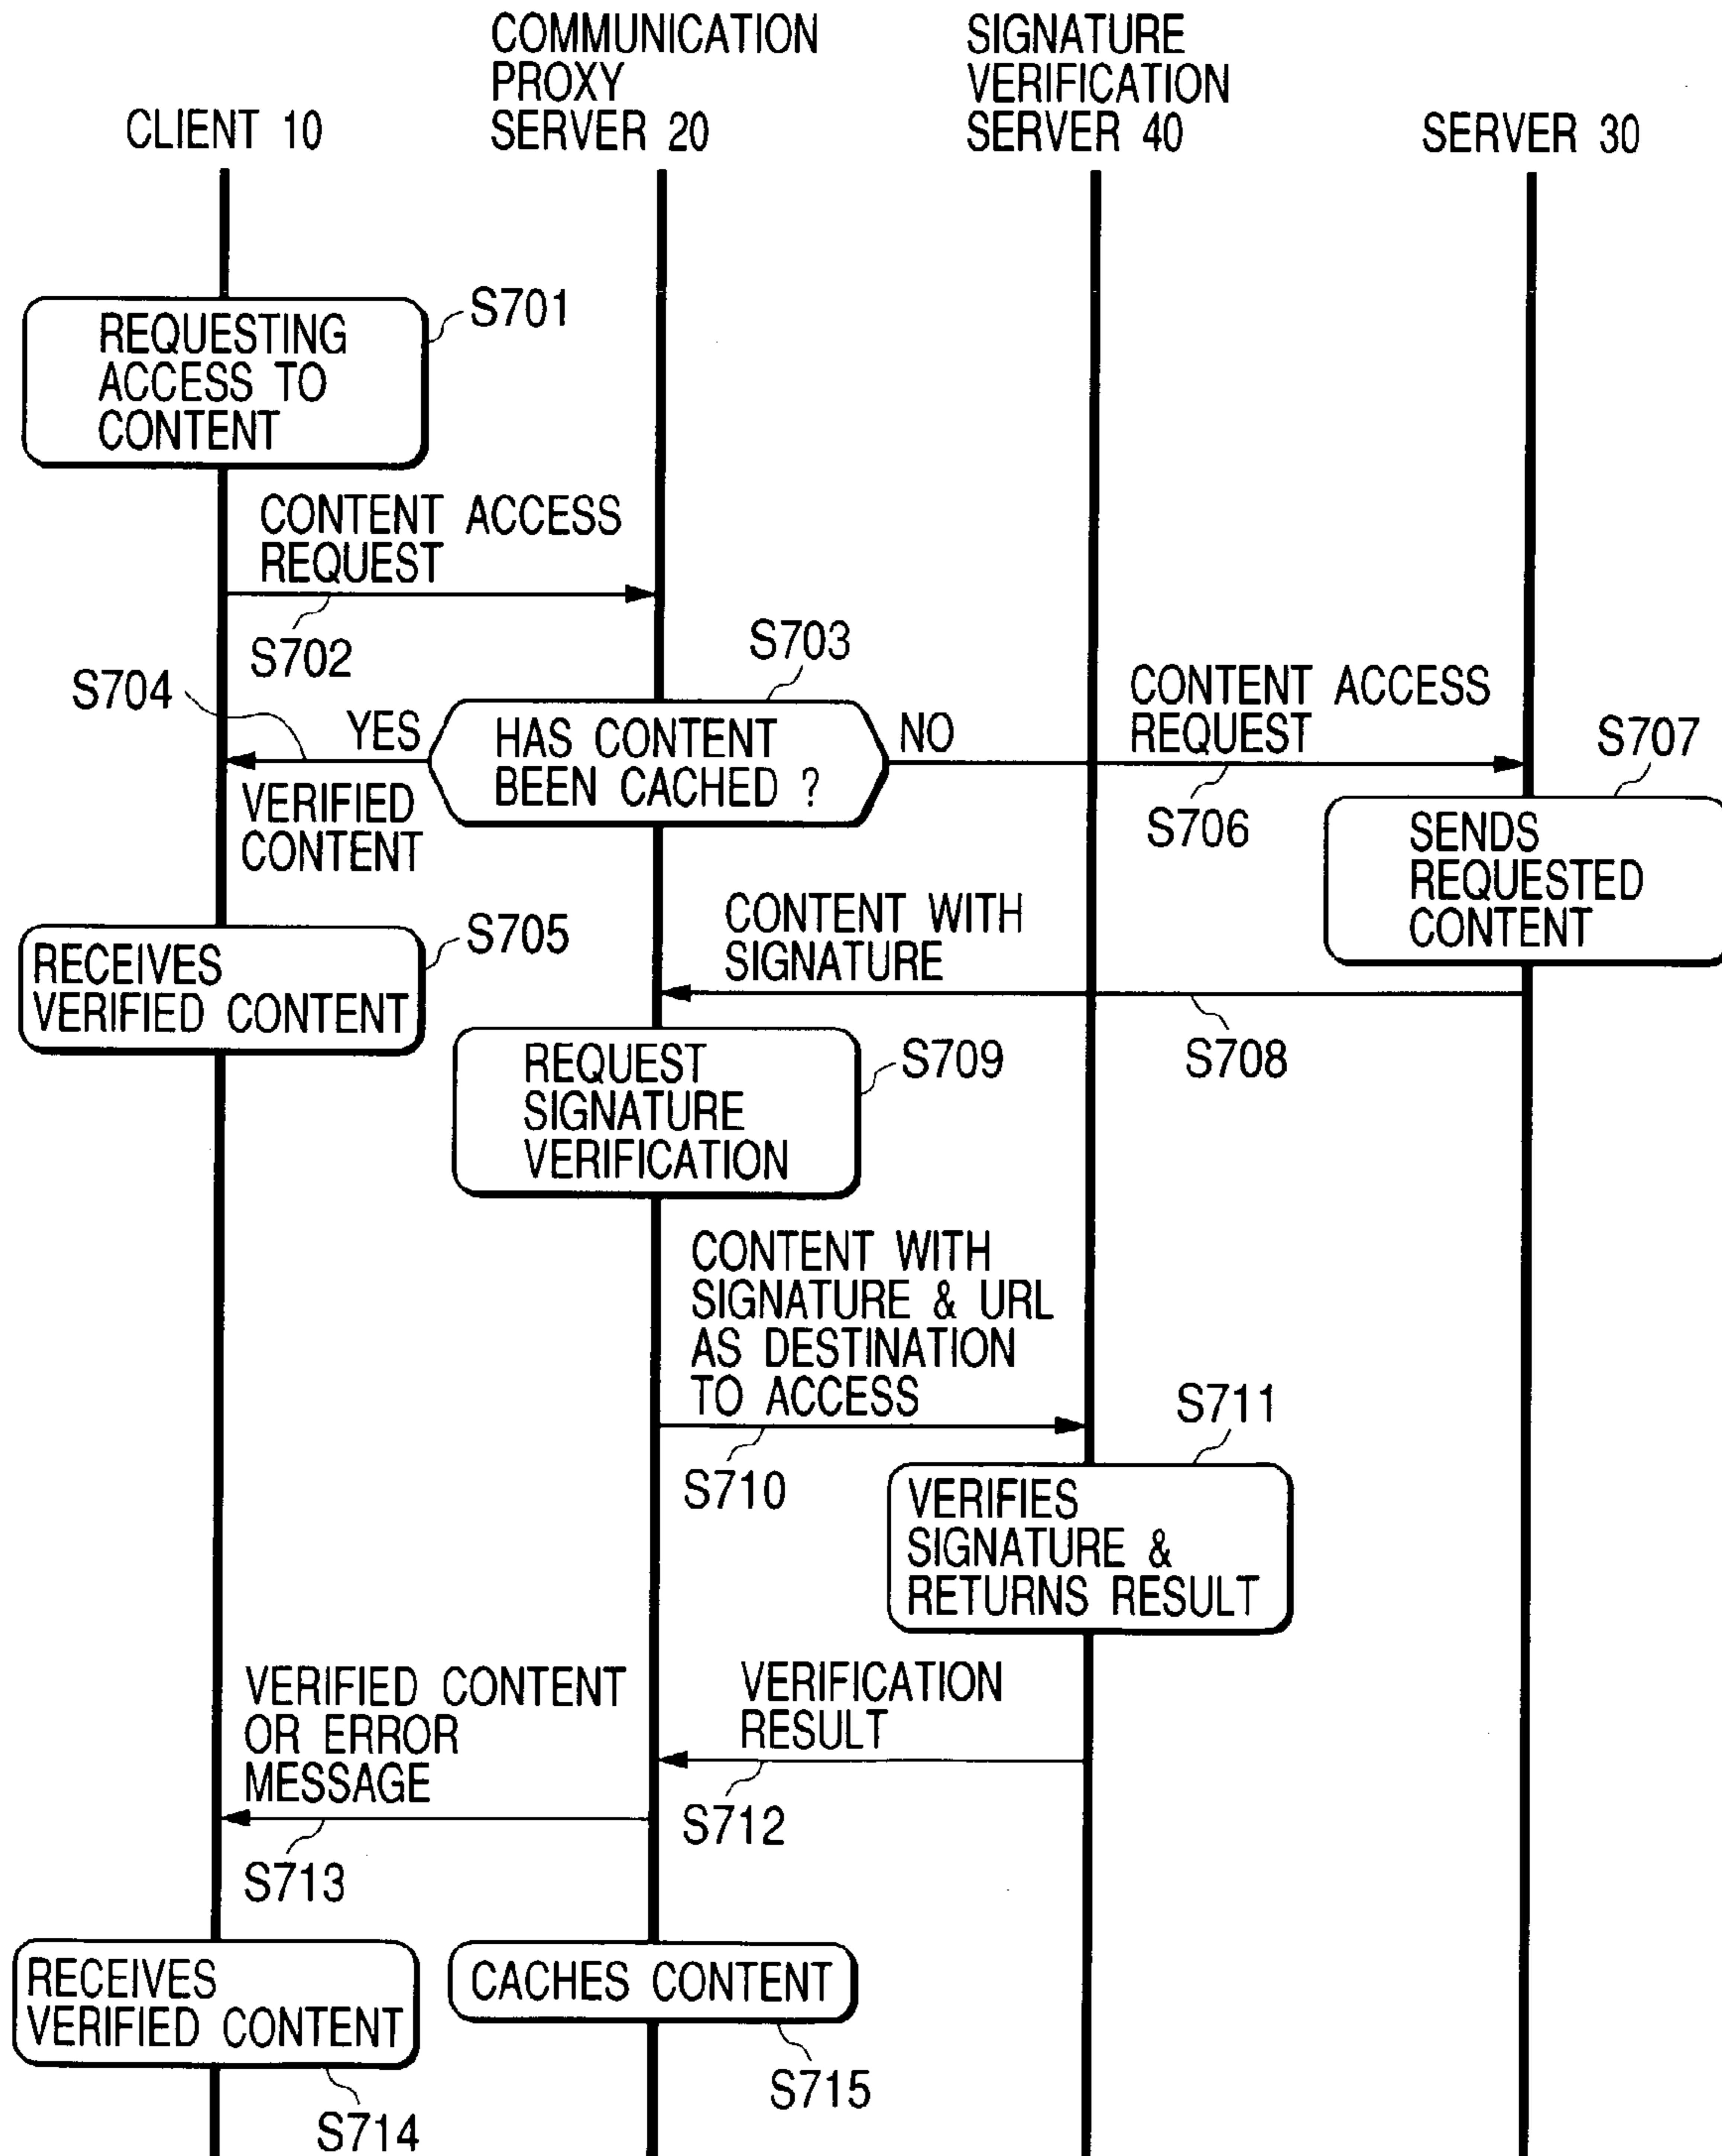 COMMUNICATION
PROXY
SERVER 20
SIGNATURE
VERIFICATION
SERVER 40
CLIENT 10
SERVER 30
REQUESTING
ACCESS TO
CONTENT
S701
CONTENT ACCESS
REQUEST
S702
S703
S704
YES
HAS CONTENT
BEEN CACHED ?
NO
VERIFIED
CONTENT
CONTENT ACCESS
REQUEST
S706
S707
SENDS
REQUESTED
CONTENT
RECEIVES
VERIFIED CONTENT
S705
CONTENT WITH
SIGNATURE
S708
REQUEST
SIGNATURE
VERIFICATION
S709
CONTENT WITH
SIGNATURE & URL
AS DESTINATION
TO ACCESS
S710
S711
VERIFIES
SIGNATURE &
RETURNS RESULT
VERIFICATION
RESULT
S712
VERIFIED CONTENT
OR ERROR
MESSAGE
S713
RECEIVES
VERIFIED CONTENT
S714
CACHES CONTENT
S715